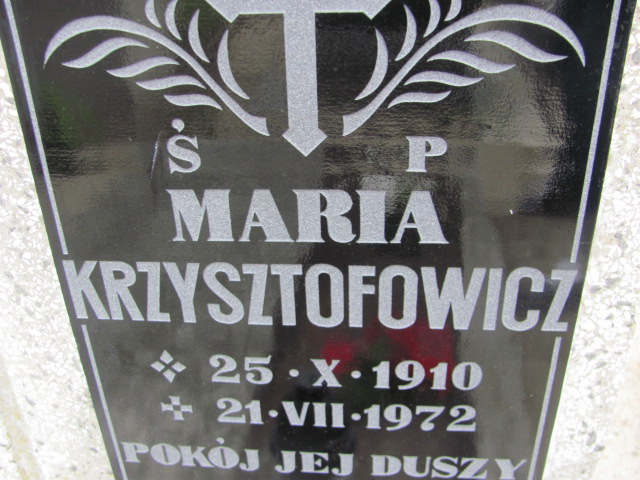 Ś P
MARIA
KRZYSZTOFOWICZ
25·X·1910
21·VII·1972
POKÓJ JEJ DUSZY